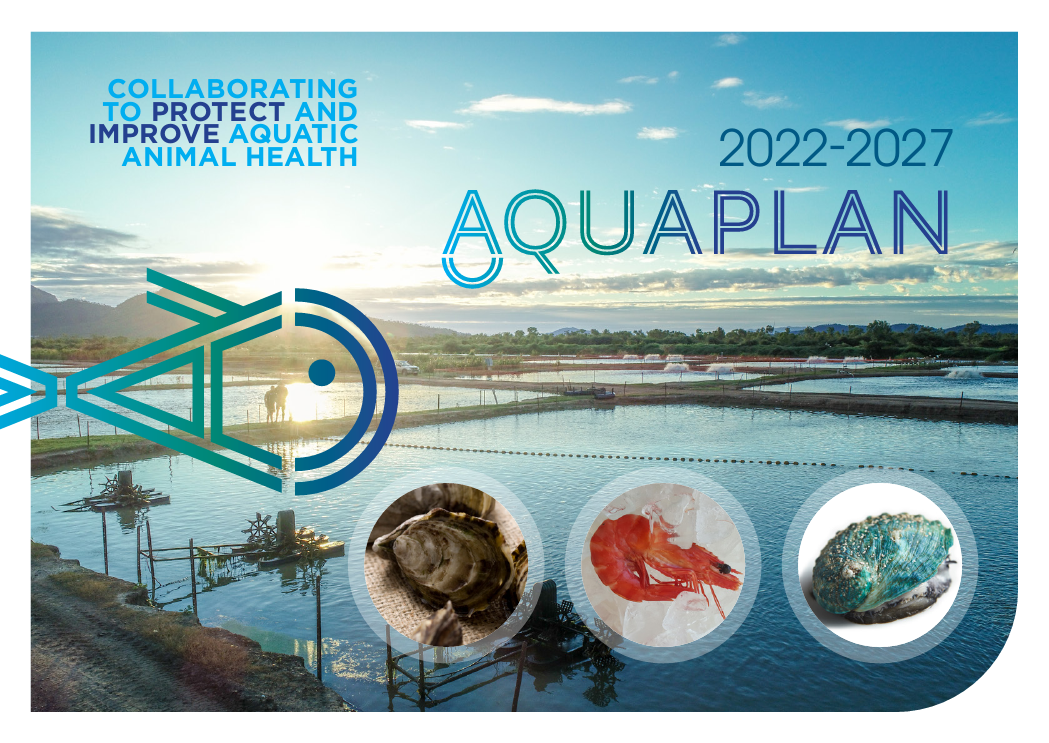 COLLABORATING
TO PROTECT AND
IMPROVE AQUATIC
ANIMAL HEALTH
2022-2027
AQUAPLAN